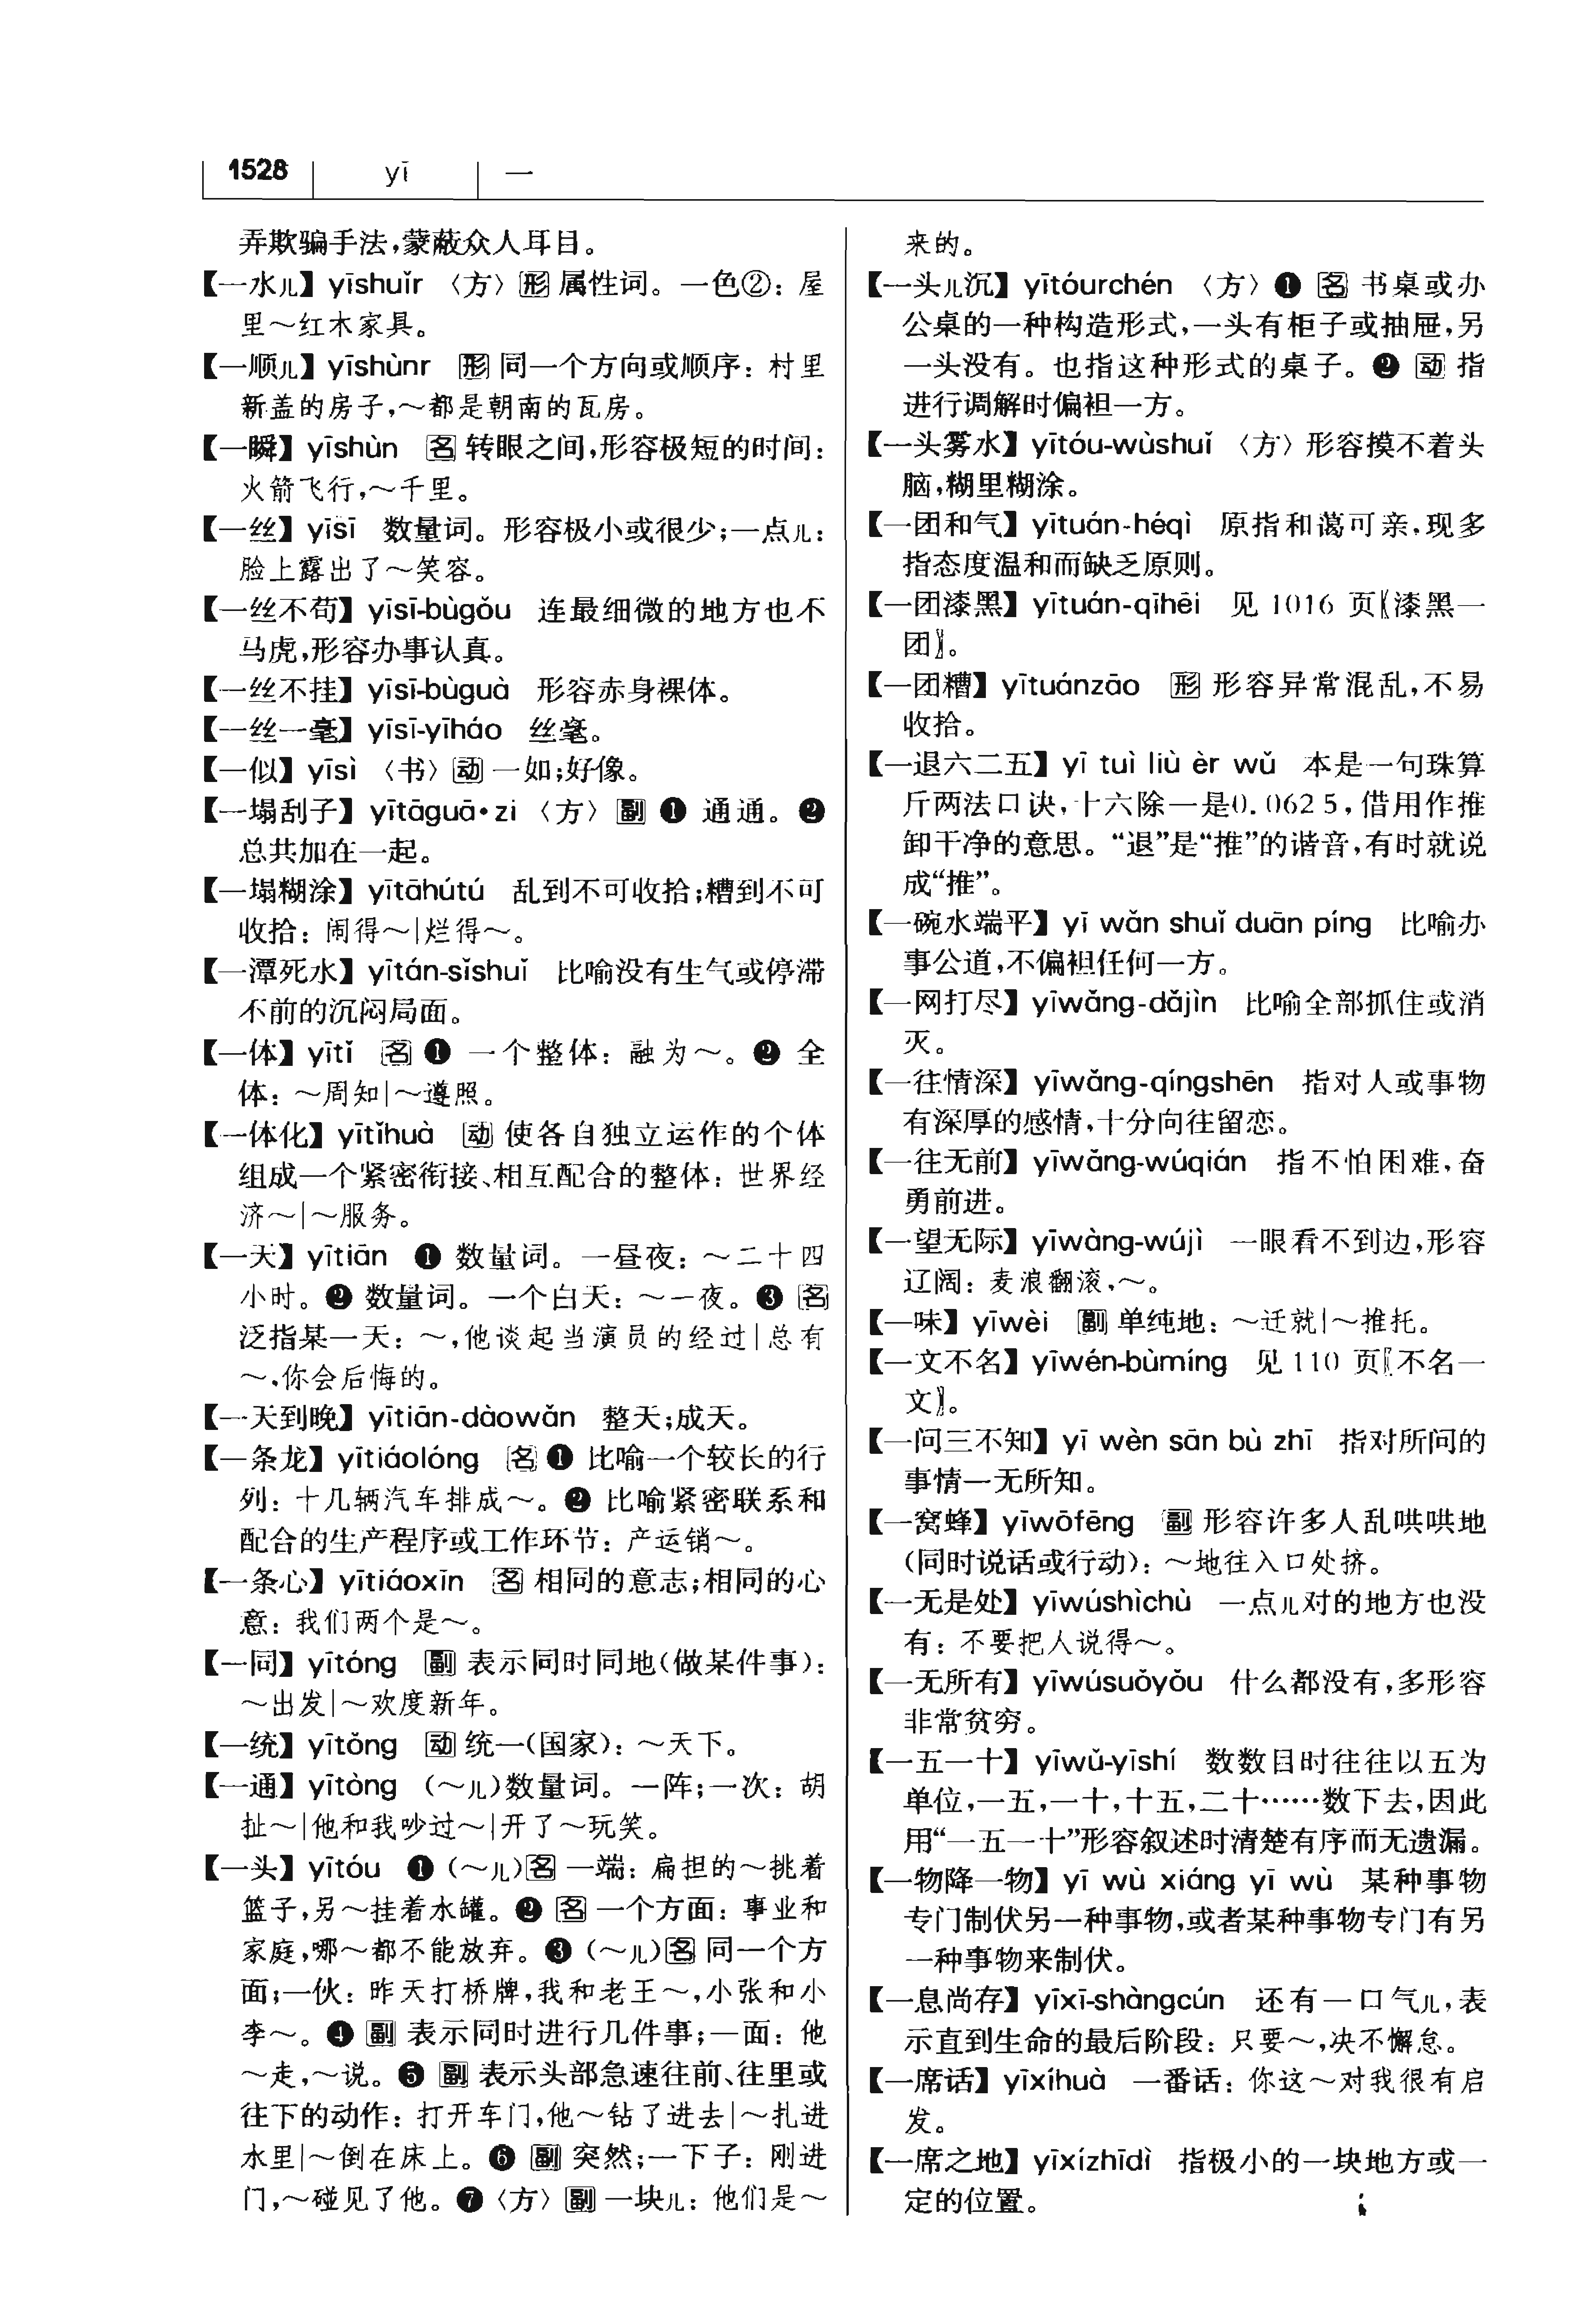 1528 yī 一
弄欺骗手法,蒙蔽众人耳目。
【一水儿】yīshuǐr 〈方〉形 属性词。一色②：屋
里～红木家具。
【一顺儿】yīshùnr 形 同一个方向或顺序：村里
新盖的房子,～都是朝南的瓦房。
【一瞬】yīshùn 名 转眼之间,形容极短的时间：
火箭飞行,～千里。
【一丝】yīsī 数量词。形容极小或很少;一点儿：
脸上露出了～笑容。
【一丝不苟】yīsī-bùgǒu 连最细微的地方也不
马虎,形容办事认真。
【一丝不挂】yīsī-bùguà 形容赤身裸体。
【一丝一毫】yīsī-yīháo 丝毫。
【一似】yīsì 〈书〉动 一如;好像。
【一塌刮子】yītāguā•zi 〈方〉副 ❶ 通通。❷
总共加在一起。
【一塌糊涂】yītāhútú 乱到不可收拾;糟到不可
收拾：闹得～|烂得～。
【一潭死水】yītán-sǐshuǐ 比喻没有生气或停滞
不前的沉闷局面。
【一体】yītǐ 名 ❶ 一个整体：融为～。❷ 全
体：～周知|～遵照。
【一体化】yītǐhuà 动 使各自独立运作的个体
组成一个紧密衔接、相互配合的整体：世界经
济～|～服务。
【一天】yītiān ❶ 数量词。一昼夜：～二十四
小时。❷ 数量词。一个白天：～一夜。❸ 名
泛指某一天：～,他谈起当演员的经过|总有
～,你会后悔的。
【一天到晚】yītiān-dàowǎn 整天;成天。
【一条龙】yītiáolóng 名 ❶ 比喻一个较长的行
列：十几辆汽车排成～。❷ 比喻紧密联系和
配合的生产程序或工作环节：产运销～。
【一条心】yītiáoxīn 名 相同的意志;相同的心
意：我们两个是～。
【一同】yītóng 副 表示同时同地(做某件事)：
～出发|～欢度新年。
【一统】yītǒng 动 统一(国家)：～天下。
【一通】yītòng (～儿)数量词。一阵;一次：胡
扯～|他和我吵过～|开了～玩笑。
【一头】yītóu ❶ (～儿)名 一端：扁担的～挑着
篮子,另～挂着水罐。❷ 名 一个方面：事业和
家庭,哪～都不能放弃。❸ (～儿)名 同一个方
面;一伙：昨天打桥牌,我和老王～,小张和小
李～。❹ 副 表示同时进行几件事;一面：他
～走,～说。❺ 副 表示头部急速往前、往里或
往下的动作：打开车门,他～钻了进去|～扎进
水里|～倒在床上。❻ 副 突然;一下子：刚进
门,～碰见了他。❼〈方〉副 一块儿：他们是～
来的。
【一头儿沉】yītóurchén 〈方〉❶ 名 书桌或办
公桌的一种构造形式,一头有柜子或抽屉,另
一头没有。也指这种形式的桌子。❷ 动 指
进行调解时偏袒一方。
【一头雾水】yītóu-wùshuǐ 〈方〉形容摸不着头
脑,糊里糊涂。
【一团和气】yītuán-héqì 原指和蔼可亲,现多
指态度温和而缺乏原则。
【一团漆黑】yītuán-qīhēi 见 1016 页〖漆黑一
团〗。
【一团糟】yītuánzāo 形 形容异常混乱,不易
收拾。
【一退六二五】yī tuì liù èr wǔ 本是一句珠算
斤两法口诀,十六除一是0.062 5,借用作推
卸干净的意思。“退”是“推”的谐音,有时就说
成“推”。
【一碗水端平】yī wǎn shuǐ duān píng 比喻办
事公道,不偏袒任何一方。
【一网打尽】yīwǎng-dǎjìn 比喻全部抓住或消
灭。
【一往情深】yīwǎng-qíngshēn 指对人或事物
有深厚的感情,十分向往留恋。
【一往无前】yīwǎng-wúqián 指不怕困难,奋
勇前进。
【一望无际】yīwàng-wújì 一眼看不到边,形容
辽阔：麦浪翻滚,～。
【一味】yīwèi 副 单纯地：～迁就|～推托。
【一文不名】yīwén-bùmíng 见 110 页〖不名一
文〗。
【一问三不知】yī wèn sān bù zhī 指对所问的
事情一无所知。
【一窝蜂】yīwōfēng 副 形容许多人乱哄哄地
(同时说话或行动)：～地往入口处挤。
【一无是处】yīwúshìchù 一点儿对的地方也没
有：不要把人说得～。
【一无所有】yīwúsuǒyǒu 什么都没有,多形容
非常贫穷。
【一五一十】yīwǔ-yīshí 数数目时往往以五为
单位,一五,一十,十五,二十……数下去,因此
用“一五一十”形容叙述时清楚有序而无遗漏。
【一物降一物】yī wù xiáng yī wù 某种事物
专门制伏另一种事物,或者某种事物专门有另
一种事物来制伏。
【一息尚存】yīxī-shàngcún 还有一口气儿,表
示直到生命的最后阶段：只要～,决不懈怠。
【一席话】yīxíhuà 一番话：你这～对我很有启
发。
【一席之地】yīxízhīdì 指极小的一块地方或一
定的位置。